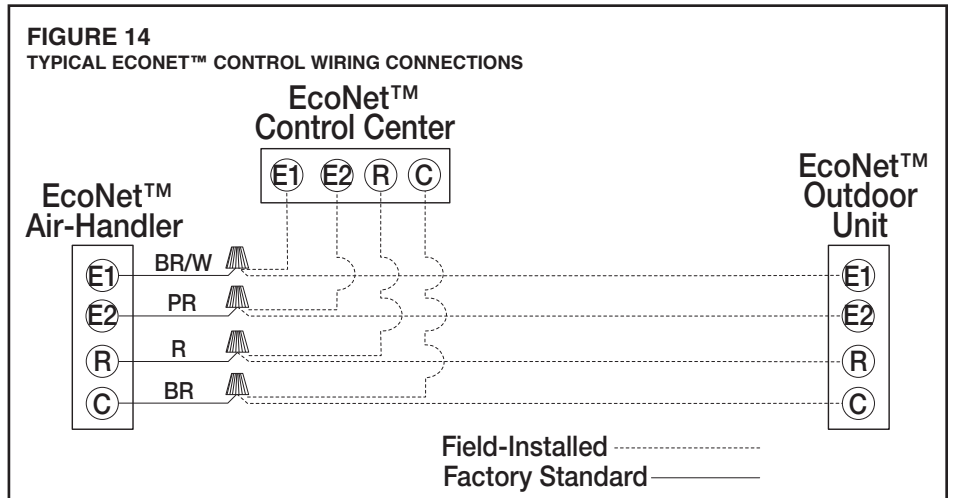 FIGURE 14
TYPICAL ECONET™ CONTROL WIRING CONNECTIONS
EcoNet™
Control Center
E1 E2 R C
EcoNet™
Air-Handler
EcoNet™
Outdoor
Unit
E1 BR/W E1
E2 PR E2
R R R
C BR C
Field-Installed
Factory Standard